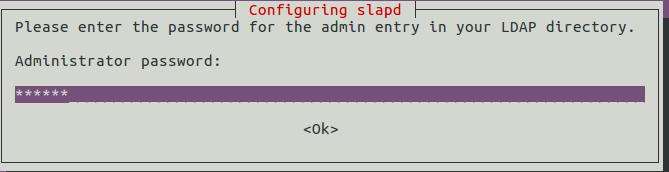 Configuring slapd
Please enter the password for the admin entry in your LDAP directory.
Administrator password:
******
<Ok>